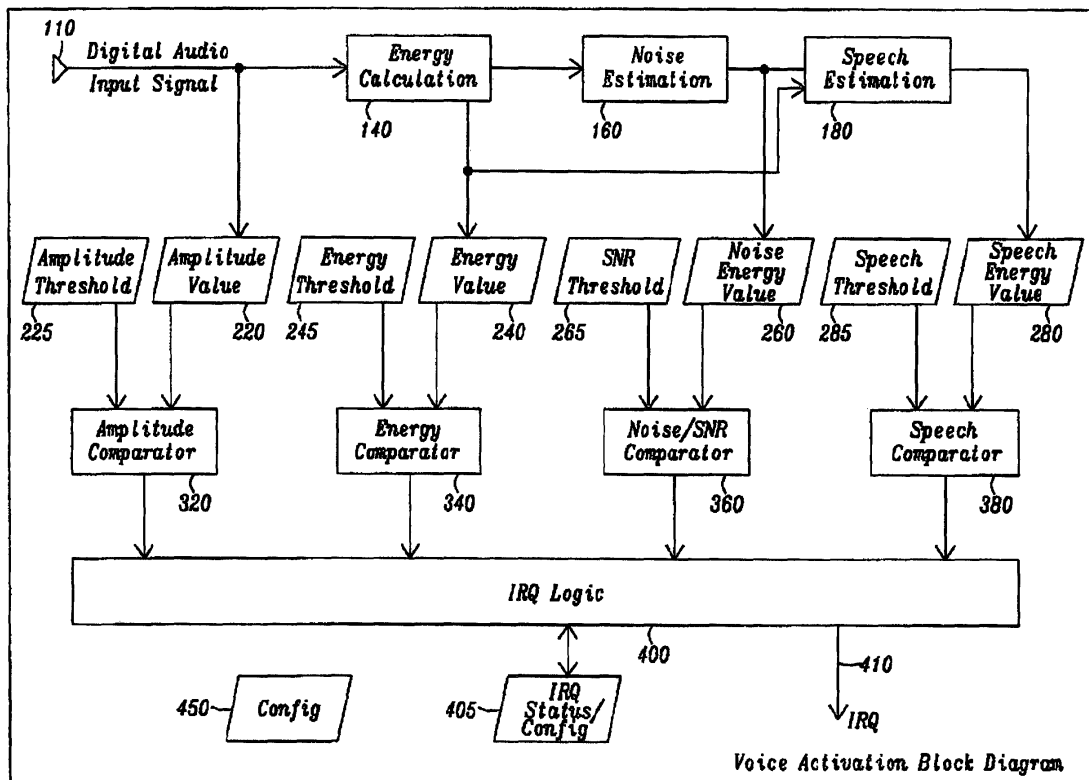 110
Digital Audio
Input Signal
Energy
Calculation
140
Noise
Estimation
160
Speech
Estimation
180
Amplitude
Threshold
225
Amplitude
Value
220
Energy
Threshold
245
Energy
Value
240
SNR
Threshold
265
Noise
Energy
Value
260
Speech
Threshold
285
Speech
Energy
Value
280
Amplitude
Comparator
320
Energy
Comparator
340
Noise/SNR
Comparator
360
Speech
Comparator
380
IRQ Logic
400
410
450
Config
405
IRQ
Status/
Config
IRQ
Voice Activation Block Diagram